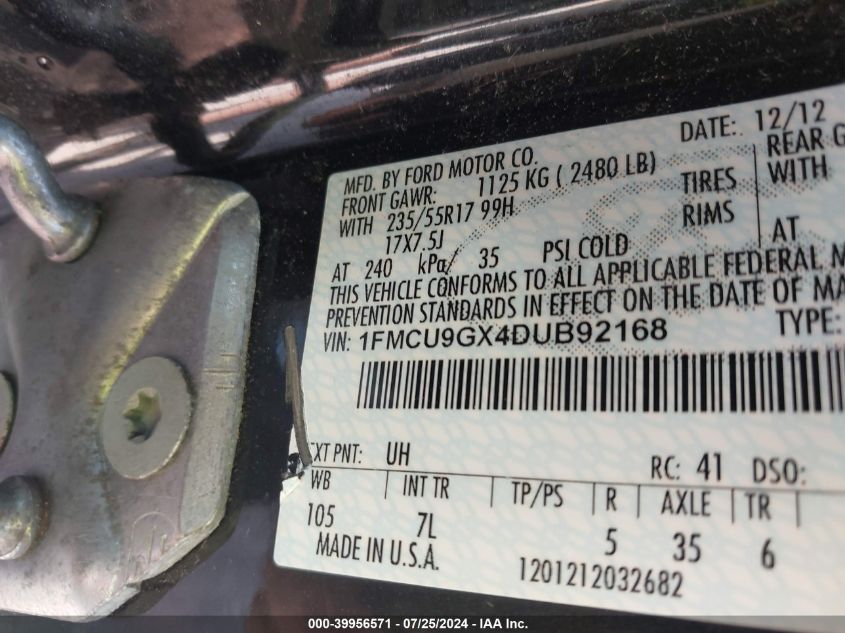 DATE: 12/12
MFD. BY FORD MOTOR CO.
FRONT GAWR: 1125 KG ( 2480 LB) REAR G
WITH 235/55R17 99H TIRES WITH
17X7.5J RIMS
AT 240 kPa/ 35 PSI COLD AT
THIS VEHICLE CONFORMS TO ALL APPLICABLE FEDERAL M
PREVENTION STANDARDS IN EFFECT ON THE DATE OF MA
VIN: 1FMCU9GX4DUB92168 TYPE:
EXT PNT: UH RC: 41 DSO:
WB INT TR TP/PS R AXLE TR
105 7L 5 35 6
MADE IN U.S.A. 1201212032682
000-39956571 - 07/25/2024 - IAA Inc.